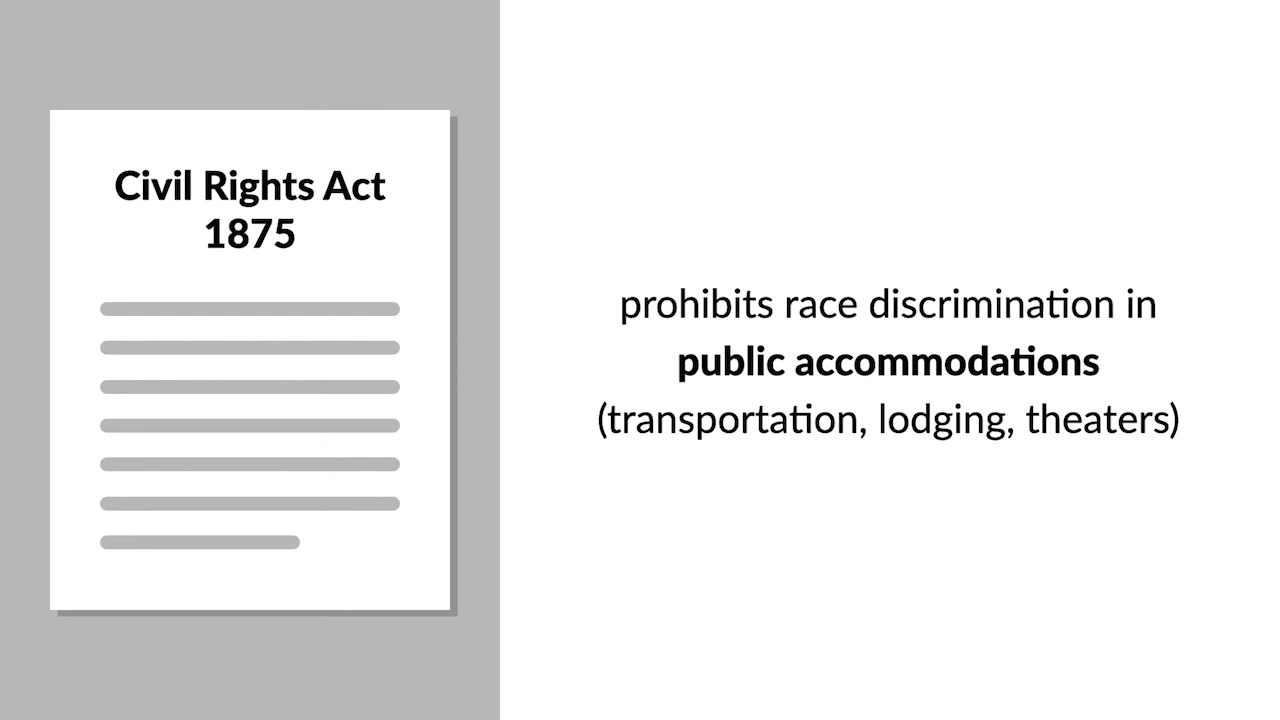 Civil Rights Act
1875
prohibits race discrimination in
public accommodations
(transportation, lodging, theaters)